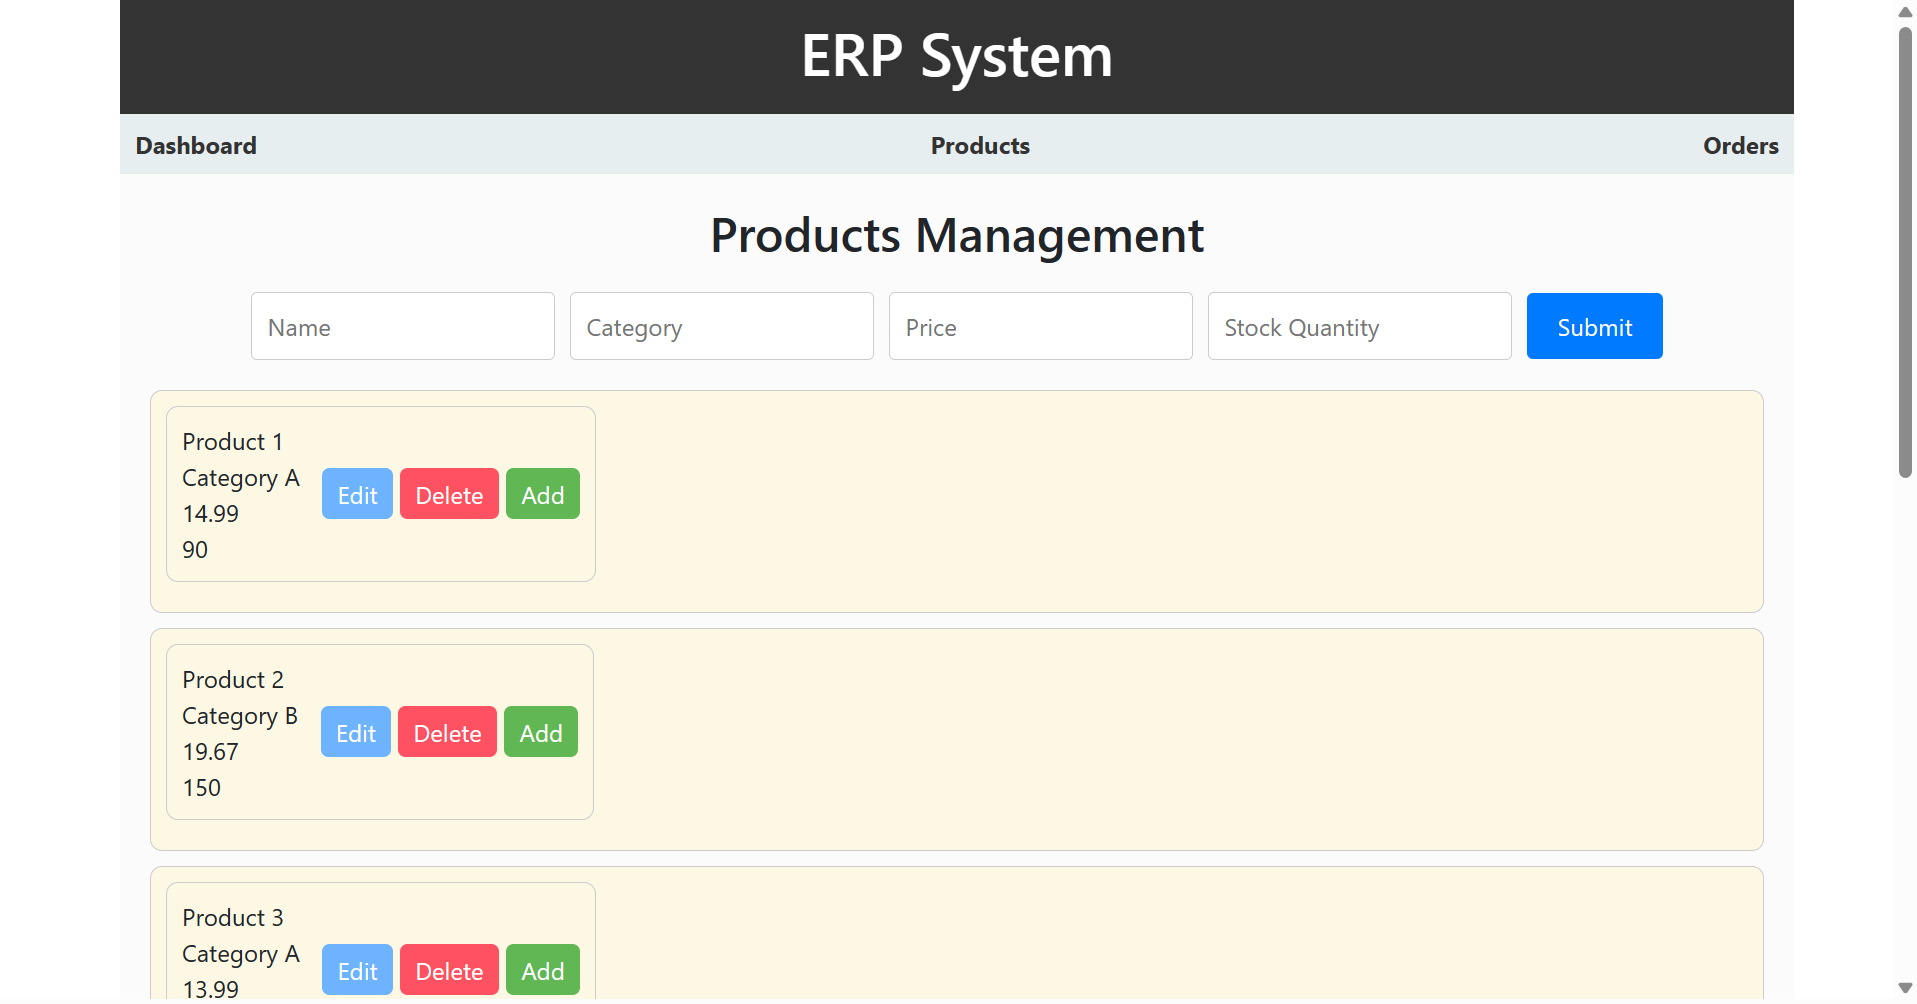 ERP System
Dashboard Products Orders
Products Management
Name Category Price Stock Quantity Submit
Product 1
Category A
14.99
90
Edit Delete Add
Product 2
Category B
19.67
150
Edit Delete Add
Product 3
Category A
13.99
Edit Delete Add